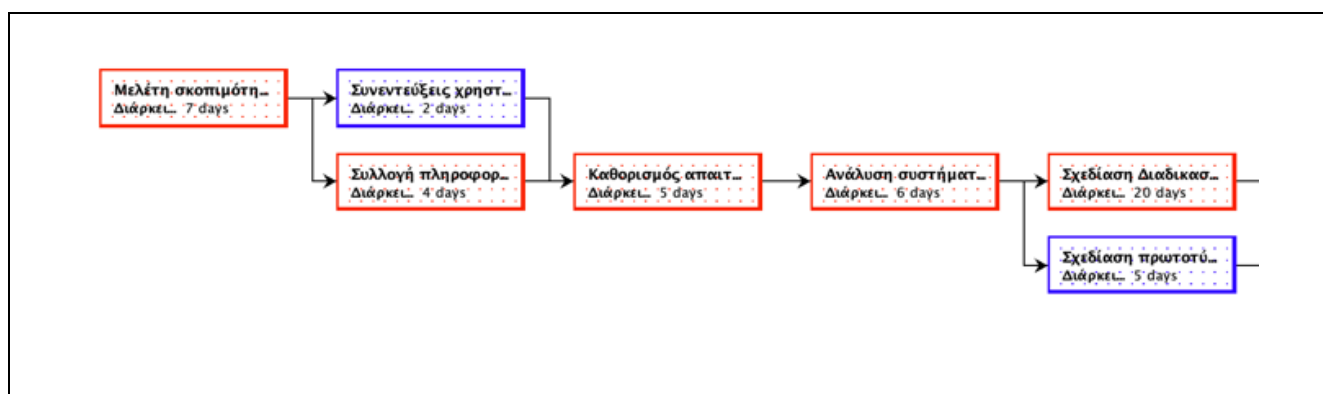 Μελέτη σκοπιμότη...
Διάρκει... 7 days
Συνεντεύξεις χρηστ...
Διάρκει... 2 days
Συλλογή πληροφορ...
Διάρκει... 4 days
Καθορισμός απαιτ...
Διάρκει... 5 days
Ανάλυση συστήματ...
Διάρκει... 6 days
Σχεδίαση Διαδικασ...
Διάρκει... 20 days
Σχεδίαση πρωτοτύ...
Διάρκει... 5 days